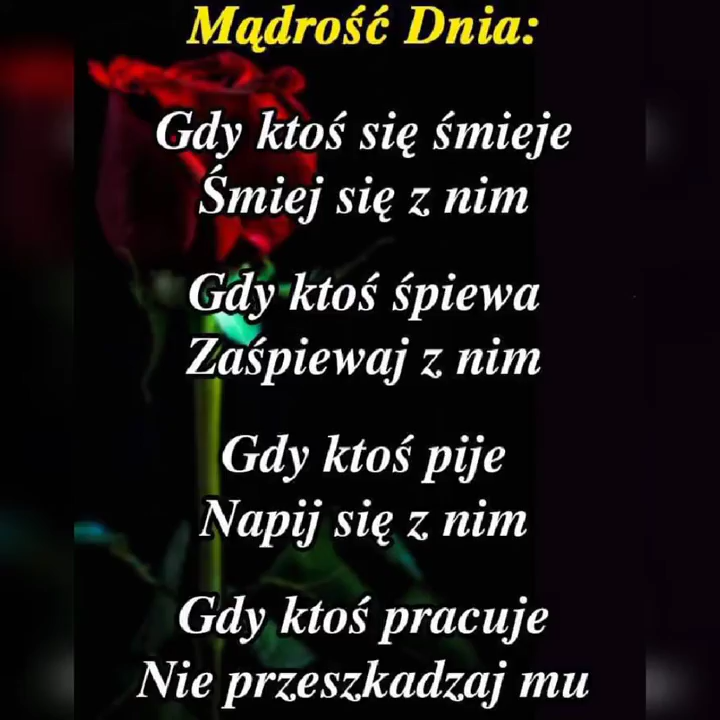 Mądrość Dnia:
Gdy ktoś się śmieje
Śmiej się z nim
Gdy ktoś śpiewa
Zaśpiewaj z nim
Gdy ktoś pije
Napij się z nim
Gdy ktoś pracuje
Nie przeszkadzaj mu